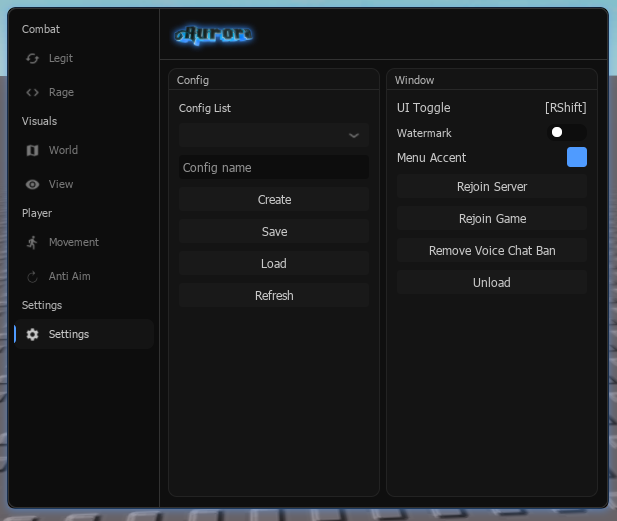 Combat
Legit
Rage
Visuals
World
View
Player
Movement
Anti Aim
Settings
Settings
Aurora
Config
Config List
Config name
Create
Save
Load
Refresh
Window
UI Toggle [RShift]
Watermark
Menu Accent
Rejoin Server
Rejoin Game
Remove Voice Chat Ban
Unload